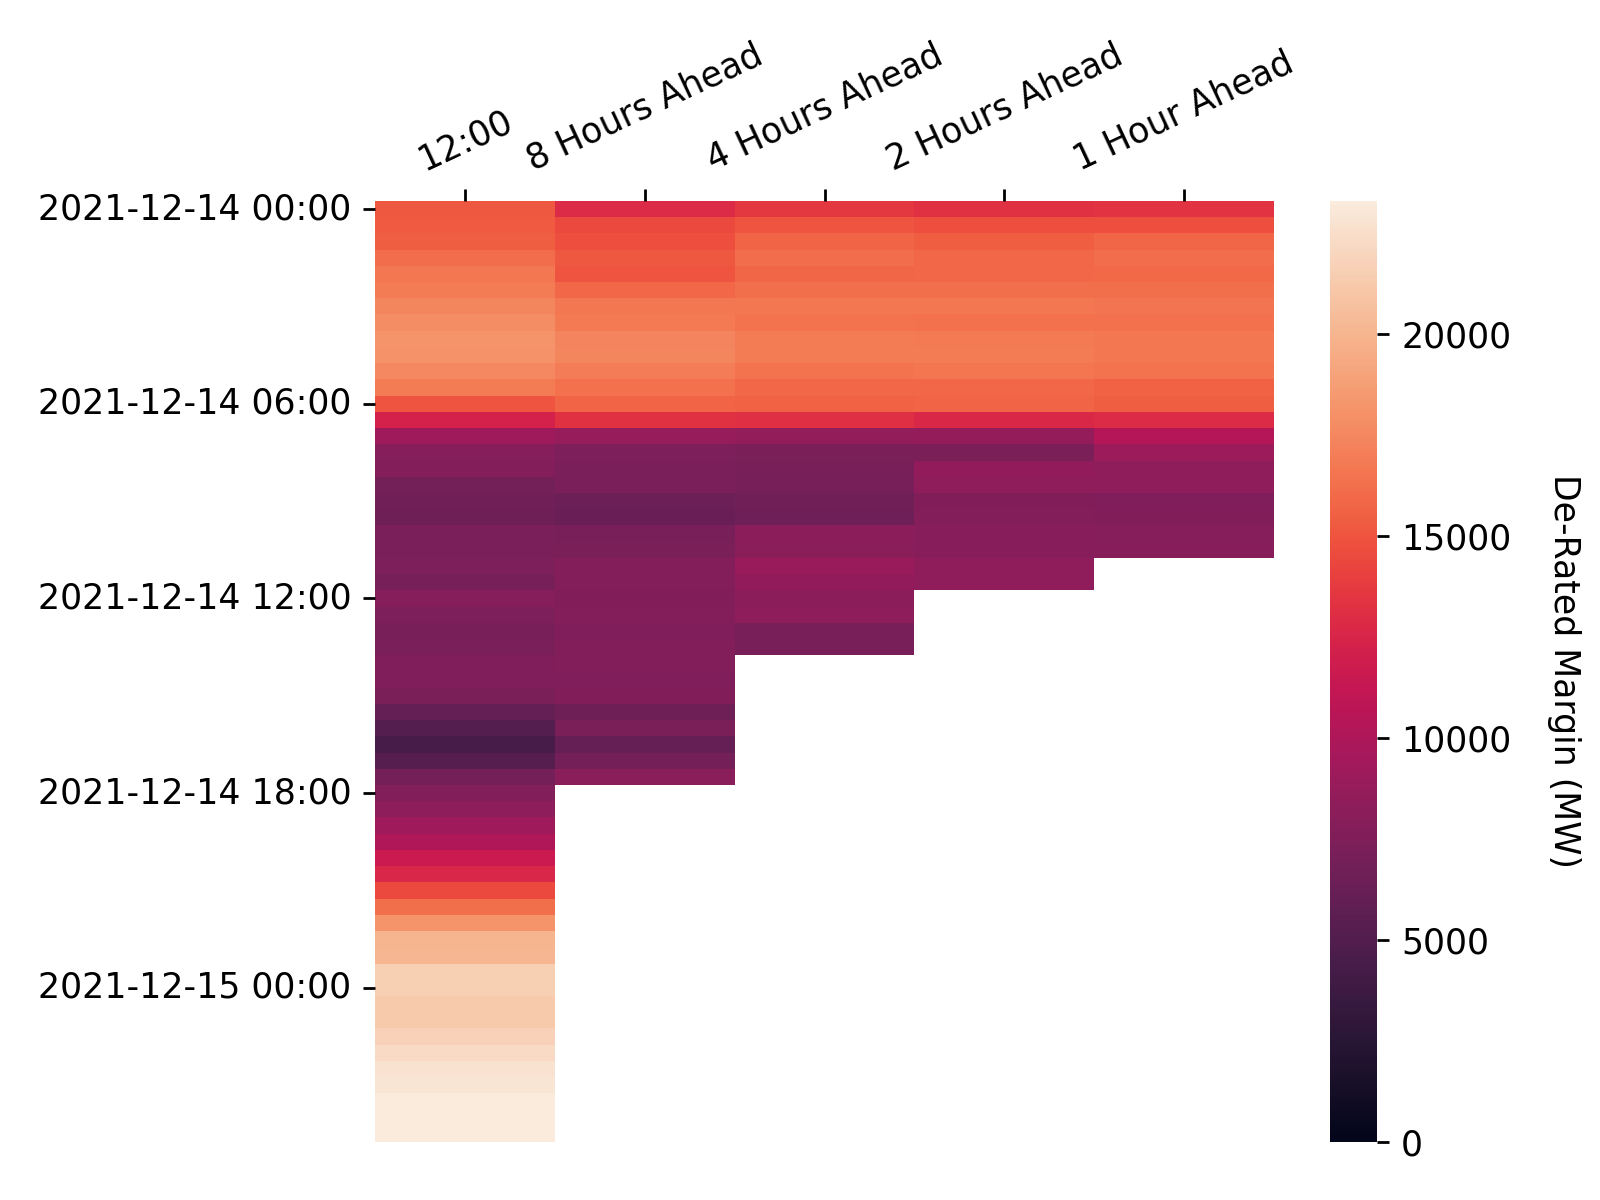 12:00
8 Hours Ahead
4 Hours Ahead
2 Hours Ahead
1 Hour Ahead
2021-12-14 00:00
2021-12-14 06:00
2021-12-14 12:00
2021-12-14 18:00
2021-12-15 00:00
20000
15000
10000
5000
0
De-Rated Margin (MW)